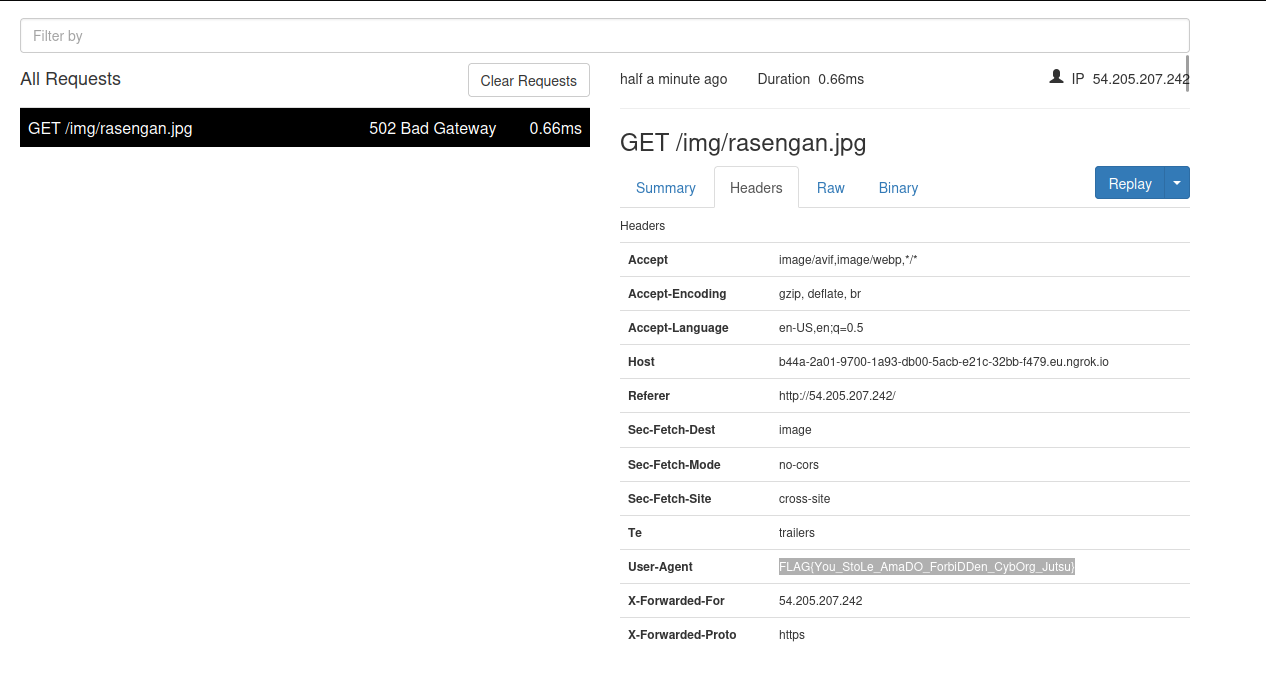 Filter by
All Requests
Clear Requests
GET /img/rasengan.jpg 502 Bad Gateway 0.66ms
half a minute ago Duration 0.66ms IP 54.205.207.242
GET /img/rasengan.jpg
Summary Headers Raw Binary Replay
Headers
Accept image/avif,image/webp,*/*
Accept-Encoding gzip, deflate, br
Accept-Language en-US,en;q=0.5
Host b44a-2a01-9700-1a93-db00-5acb-e21c-32bb-f479.eu.ngrok.io
Referer http://54.205.207.242/
Sec-Fetch-Dest image
Sec-Fetch-Mode no-cors
Sec-Fetch-Site cross-site
Te trailers
User-Agent FLAG{You_StoLe_AmaDO_ForbiDDen_CybOrg_Jutsu}
X-Forwarded-For 54.205.207.242
X-Forwarded-Proto https